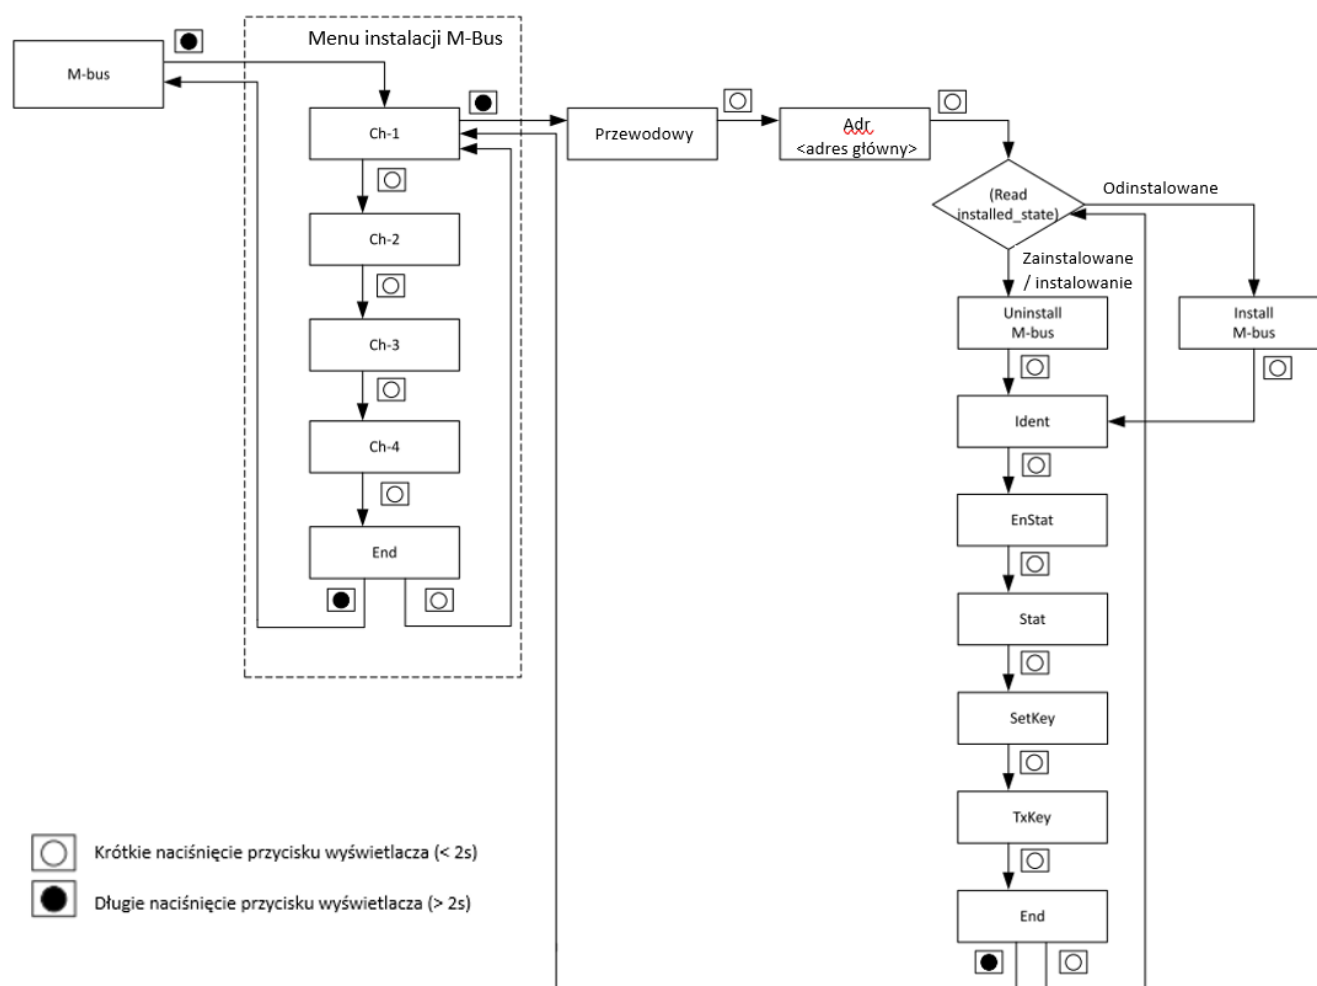 Menu instalacji M-Bus
M-bus
Ch-1
Przewodowy
Adr.
<adres główny>
Ch-2
(Read
installed_state)
Odinstalowane
Zainstalowane
/ instalowanie
Ch-3
Uninstall
M-bus
Install
M-bus
Ch-4
Ident
End
EnStat
Stat
SetKey
TxKey
End
Krótkie naciśnięcie przycisku wyświetlacza (< 2s)
Długie naciśnięcie przycisku wyświetlacza (> 2s)